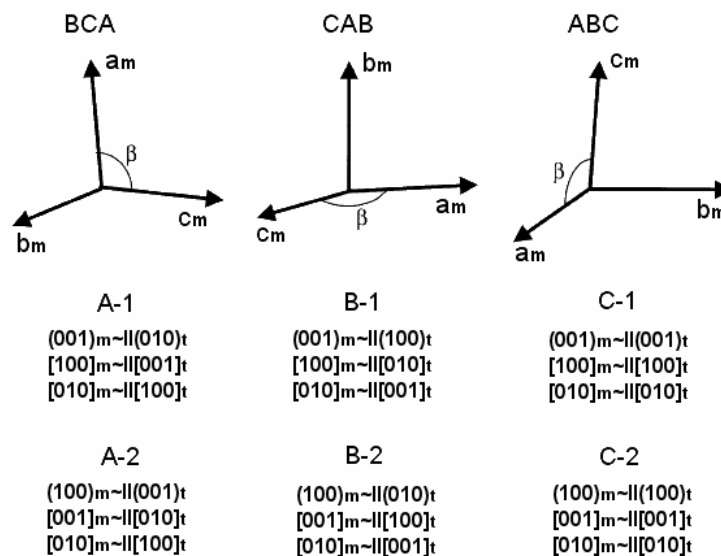 BCA CAB ABC
am bm cm
β β β
cm cm am bm
bm am
A-1 B-1 C-1
(001)m~||(010)t (001)m~||(100)t (001)m~||(001)t
[100]m~||[001]t [100]m~||[010]t [100]m~||[100]t
[010]m~||[100]t [010]m~||[001]t [010]m~||[010]t
A-2 B-2 C-2
(100)m~||(001)t (100)m~||(010)t (100)m~||(100)t
[001]m~||[010]t [001]m~||[100]t [001]m~||[001]t
[010]m~||[100]t [010]m~||[001]t [010]m~||[010]t